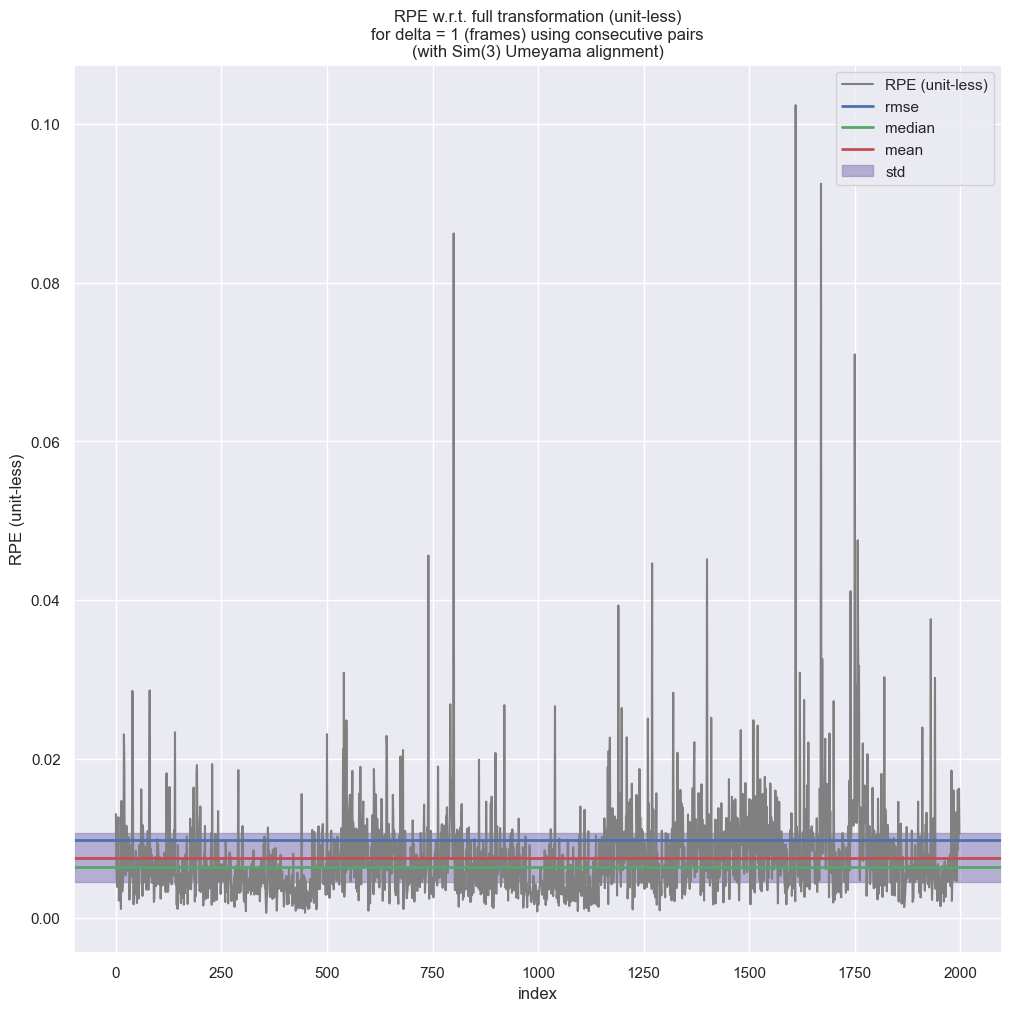 RPE w.r.t. full transformation (unit-less)
for delta = 1 (frames) using consecutive pairs
(with Sim(3) Umeyama alignment)
RPE (unit-less)
rmse
median
mean
std
0.10
0.08
0.06
0.04
0.02
0.00
RPE (unit-less)
0
250
500
750
1000
1250
1500
1750
2000
index